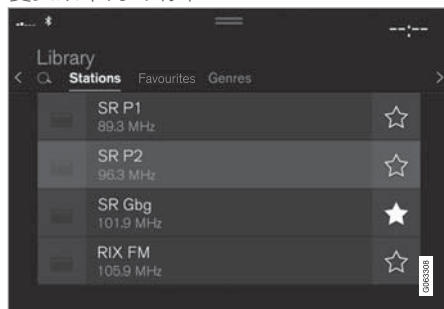 --:--
Library
Stations Favourites Genres
SR P1
89.3 MHz
SR P2
96.3 MHz
SR Gbg
101.9 MHz
RIX FM
105.9 MHz
G063308